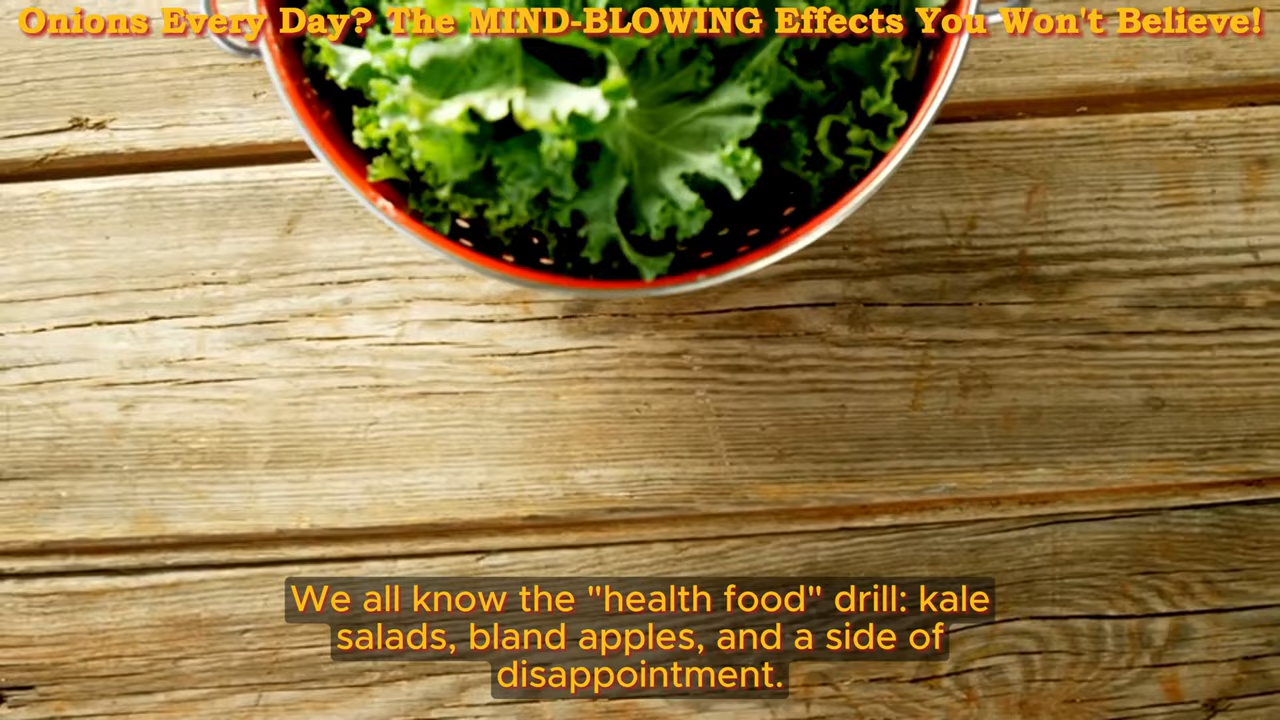 Onions Every Day? The MIND-BLOWING Effects You Won't Believe!
We all know the "health food" drill: kale
salads, bland apples, and a side of
disappointment.